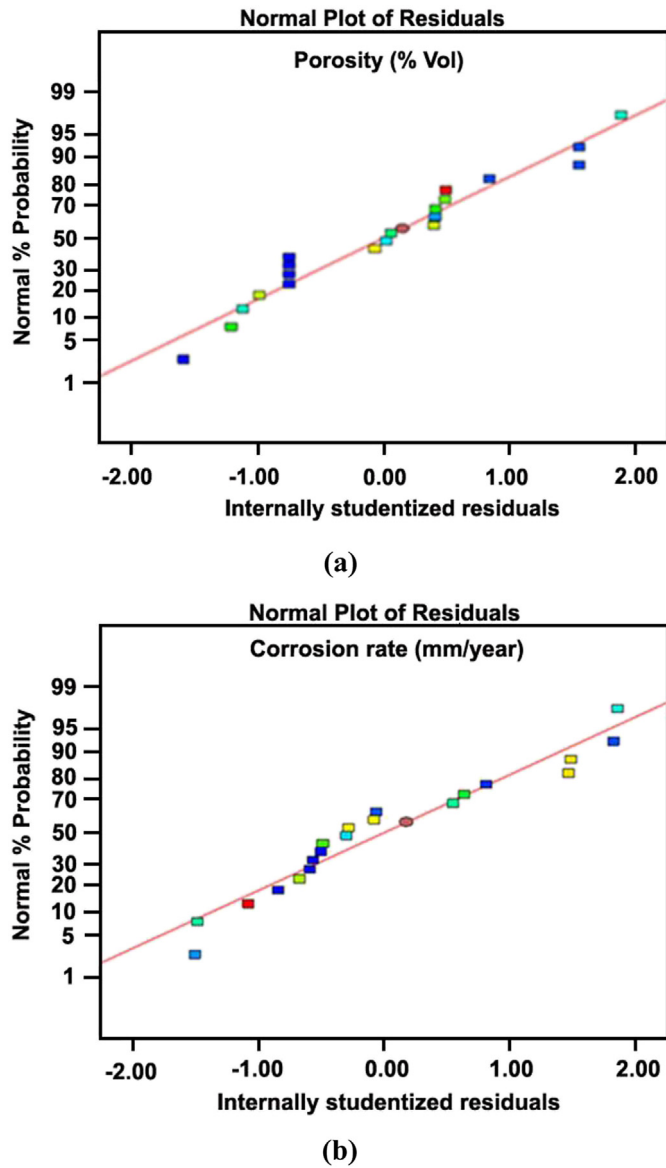 Normal Plot of Residuals
Porosity (% Vol)
Normal % Probability
99
95
90
80
70
50
30
20
10
5
1
-2.00 -1.00 0.00 1.00 2.00
Internally studentized residuals
(a)
Normal Plot of Residuals
Corrosion rate (mm/year)
Normal % Probability
99
95
90
80
70
50
30
20
10
5
1
-2.00 -1.00 0.00 1.00 2.00
Internally studentized residuals
(b)